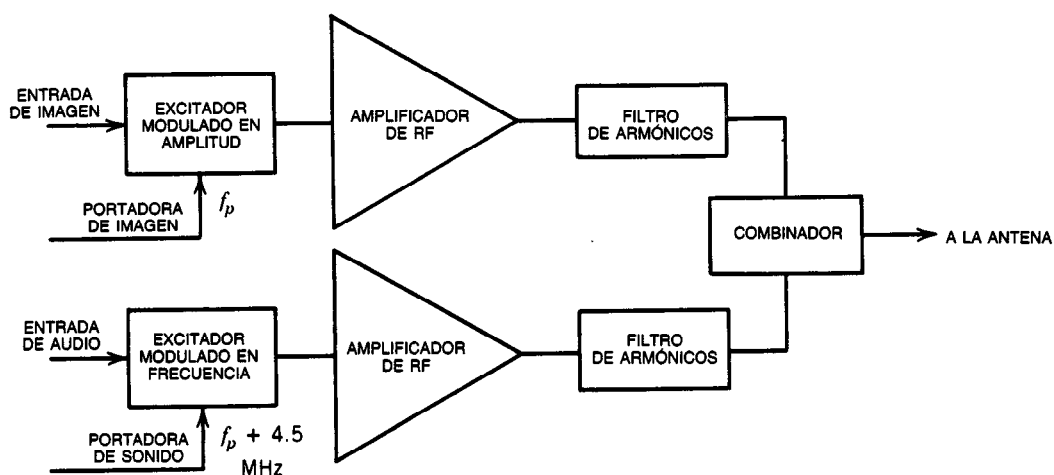 ENTRADA
DE IMAGEN
EXCITADOR
MODULADO EN
AMPLITUD
PORTADORA
DE IMAGEN
f_p
AMPLIFICADOR
DE RF
FILTRO
DE ARMÓNICOS
COMBINADOR
A LA ANTENA
ENTRADA
DE AUDIO
EXCITADOR
MODULADO EN
FRECUENCIA
PORTADORA
DE SONIDO
f_p + 4.5
MHz
AMPLIFICADOR
DE RF
FILTRO
DE ARMÓNICOS